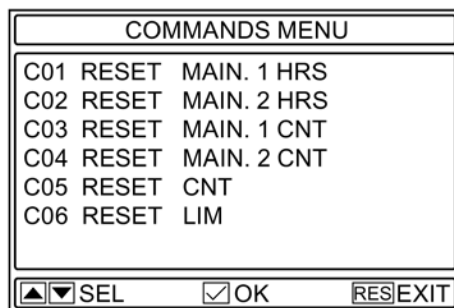 COMMANDS MENU
C01 RESET MAIN. 1 HRS
C02 RESET MAIN. 2 HRS
C03 RESET MAIN. 1 CNT
C04 RESET MAIN. 2 CNT
C05 RESET CNT
C06 RESET LIM
▲▼ SEL ✓ OK RES EXIT